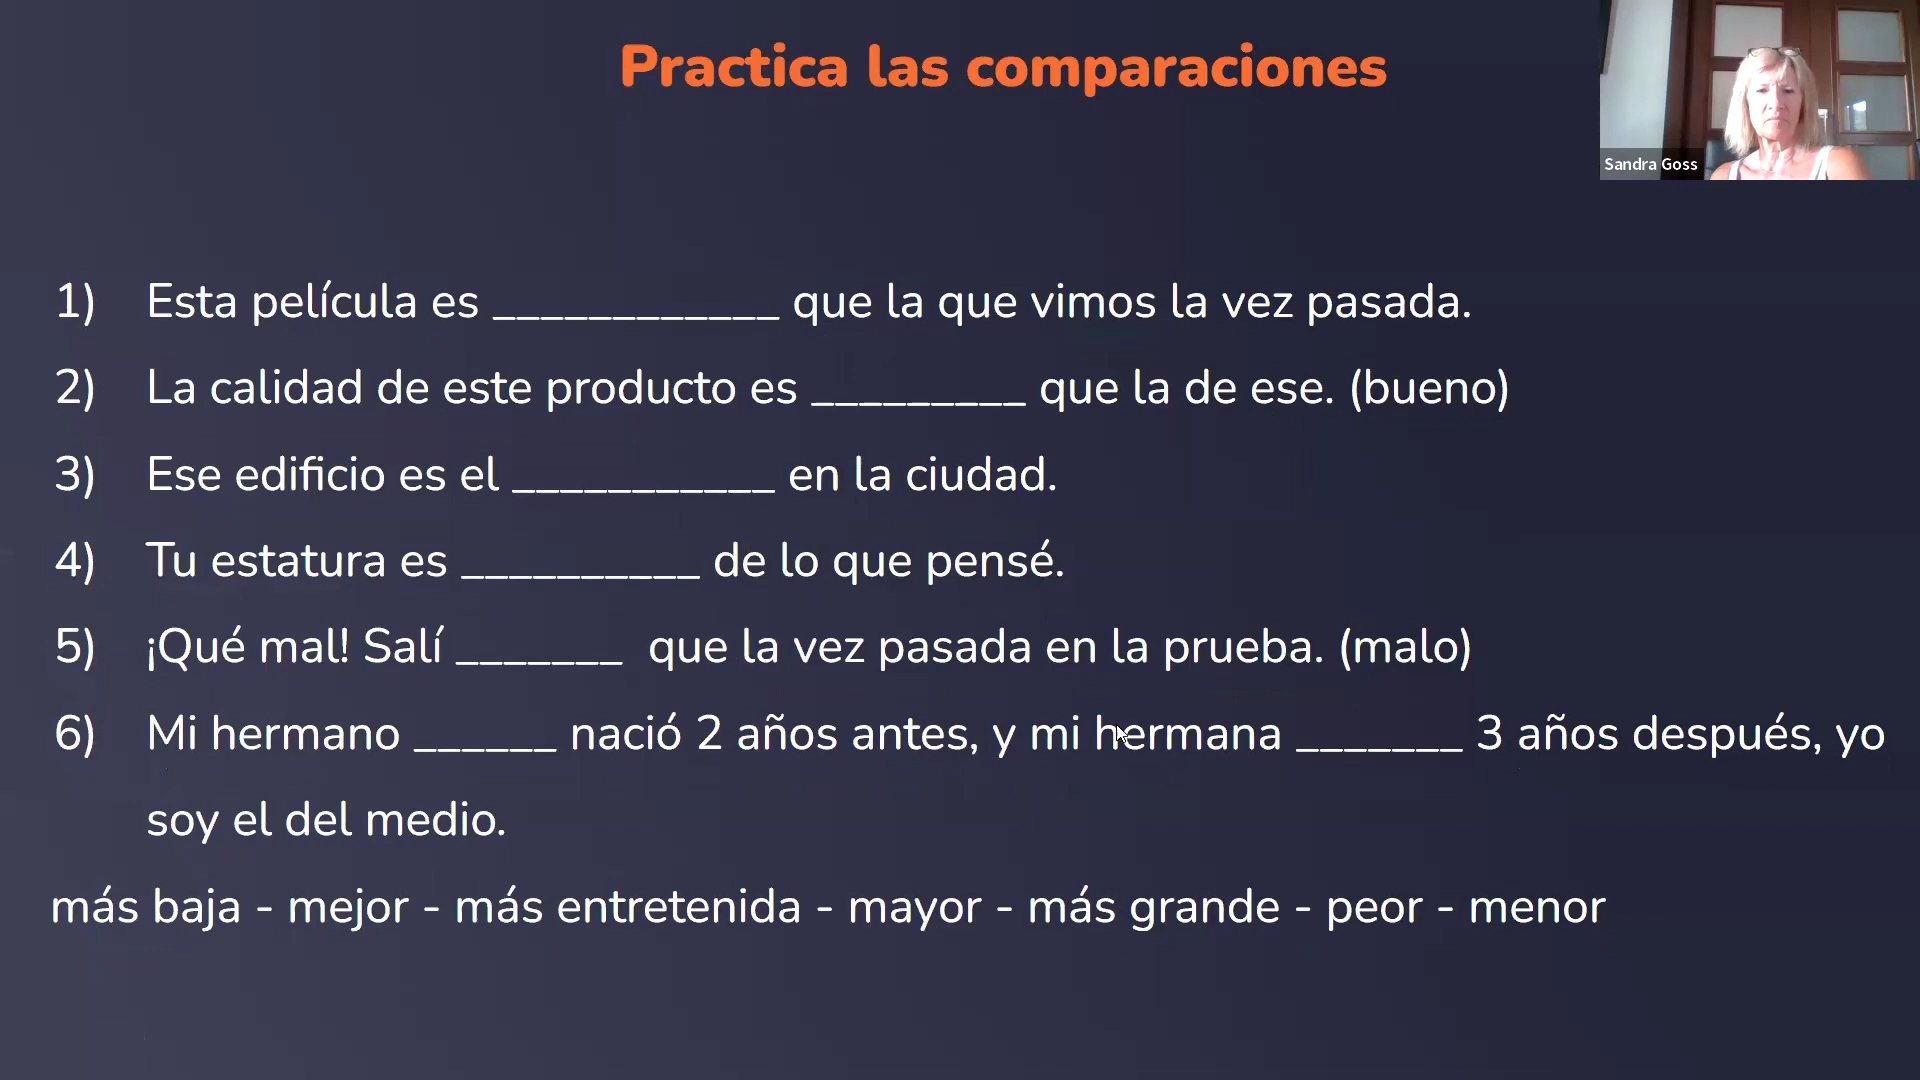 Practica las comparaciones
Sandra Goss
1) Esta película es ____________ que la que vimos la vez pasada.
2) La calidad de este producto es _________ que la de ese. (bueno)
3) Ese edificio es el ___________ en la ciudad.
4) Tu estatura es __________ de lo que pensé.
5) ¡Qué mal! Salí _______ que la vez pasada en la prueba. (malo)
6) Mi hermano ______ nació 2 años antes, y mi hermana _______ 3 años después, yo
soy el del medio.
más baja - mejor - más entretenida - mayor - más grande - peor - menor